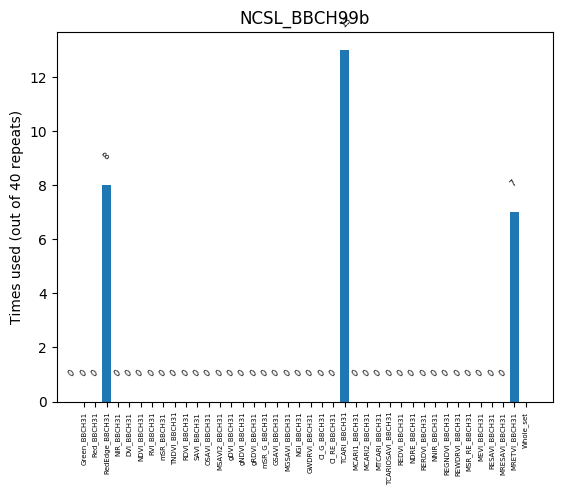 NCSL_BBCH99b
Times used (out of 40 repeats)
12
10
8
6
4
2
0
0 0 0 8 0 0 0 0 0 0 0 0 0 0 0 0 0 0 0 0 0 0 0 0 0 0 0 0 0 0 0 0 0 0 0 0 0 0 7
Green_BBCH31
Red_BBCH31
RedEdge_BBCH31
NIR_BBCH31
DVI_BBCH31
NDVI_BBCH31
RVI_BBCH31
mSR_BBCH31
TNDVI_BBCH31
RDVI_BBCH31
SAVI_BBCH31
OSAVI_BBCH31
MSAVI2_BBCH31
gDVI_BBCH31
gNDVI_BBCH31
gRDVI_BBCH31
mSR_G_BBCH31
GSAVI_BBCH31
MGSAVI_BBCH31
NGI_BBCH31
GWDRVI_BBCH31
CI_G_BBCH31
CI_RE_BBCH31
TCARI_BBCH31
MCARI1_BBCH31
MCARI2_BBCH31
MTCARI_BBCH31
TCARIOSAVI_BBCH31
REDVI_BBCH31
NDRE_BBCH31
RERDVI_BBCH31
NNIR_BBCH31
REGNDVI_BBCH31
REWDRVI_BBCH31
MSR_RE_BBCH31
MEVI_BBCH31
RESAVI_BBCH31
MRESAVI_BBCH31
MRETVI_BBCH31
Whole_set